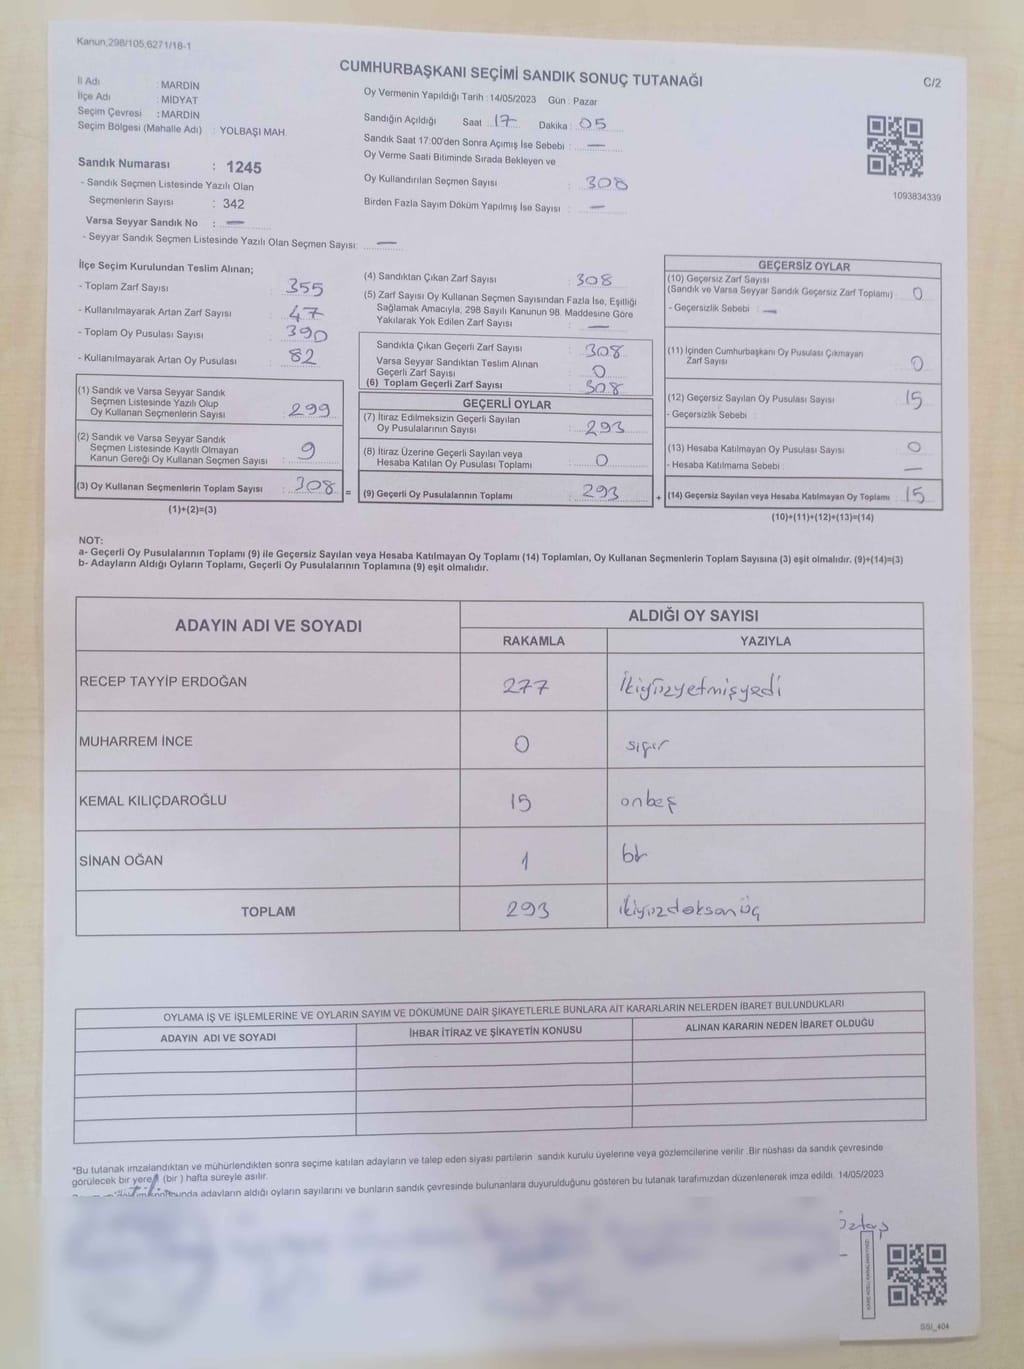 Kanun,298/105,6271/18-1
CUMHURBAŞKANI SEÇİMİ SANDIK SONUÇ TUTANAĞI
C/2
İl Adı : MARDİN
İlçe Adı : MİDYAT
Seçim Çevresi : MARDİN
Seçim Bölgesi (Mahalle Adı) : YOLBAŞI MAH.
Sandık Numarası : 1245
- Sandık Seçmen Listesinde Yazılı Olan
Seçmenlerin Sayısı : 342
Varsa Seyyar Sandık No : —
- Seyyar Sandık Seçmen Listesinde Yazılı Olan Seçmen Sayısı: —
Oy Vermenin Yapıldığı Tarih : 14/05/2023 Gün : Pazar
Sandığın Açıldığı Saat 17 Dakika : 05
Sandık Saat 17:00'den Sonra Açımış İse Sebebi : —
Oy Verme Saati Bitiminde Sırada Bekleyen ve
Oy Kullandırılan Seçmen Sayısı : 308
Birden Fazla Sayım Döküm Yapılmış İse Sayısı : —
1093834339
İlçe Seçim Kurulundan Teslim Alınan;
- Toplam Zarf Sayısı : 355
- Kullanılmayarak Artan Zarf Sayısı : 47
- Toplam Oy Pusulası Sayısı : 390
- Kullanılmayarak Artan Oy Pusulası : 82
(1) Sandık ve Varsa Seyyar Sandık
Seçmen Listesinde Yazılı Olup
Oy Kullanan Seçmenlerin Sayısı : 299
(2) Sandık ve Varsa Seyyar Sandık
Seçmen Listesinde Kayıtlı Olmayan
Kanun Gereği Oy Kullanan Seçmen Sayısı : 9
(3) Oy Kullanan Seçmenlerin Toplam Sayısı : 308
(1)+(2)=(3)
(4) Sandıktan Çıkan Zarf Sayısı : 308
(5) Zarf Sayısı Oy Kullanan Seçmen Sayısından Fazla İse, Eşitliği
Sağlamak Amacıyla, 298 Sayılı Kanunun 98. Maddesine Göre
Yakılarak Yok Edilen Zarf Sayısı : —
Sandıkta Çıkan Geçerli Zarf Sayısı : 308
Varsa Seyyar Sandıktan Teslim Alınan
Geçerli Zarf Sayısı : 0
(6) Toplam Geçerli Zarf Sayısı : 308
GEÇERLİ OYLAR
(7) İtiraz Edilmeksizin Geçerli Sayılan
Oy Pusulalarının Sayısı : 293
(8) İtiraz Üzerine Geçerli Sayılan veya
Hesaba Katılan Oy Pusulası Toplamı : 0
= (9) Geçerli Oy Pusulalarının Toplamı : 293
GEÇERSİZ OYLAR
(10) Geçersiz Zarf Sayısı
(Sandık ve Varsa Seyyar Sandık Geçersiz Zarf Toplamı) : 0
- Geçersizlik Sebebi : —
(11) İçinden Cumhurbaşkanı Oy Pusulası Çıkmayan
Zarf Sayısı : 0
(12) Geçersiz Sayılan Oy Pusulası Sayısı : 15
- Geçersizlik Sebebi :
(13) Hesaba Katılmayan Oy Pusulası Sayısı : 0
- Hesaba Katılmama Sebebi : —
+ (14) Geçersiz Sayılan veya Hesaba Katılmayan Oy Toplamı : 15
(10)+(11)+(12)+(13)=(14)
NOT:
a- Geçerli Oy Pusulalarının Toplamı (9) ile Geçersiz Sayılan veya Hesaba Katılmayan Oy Toplamı (14) Toplamları, Oy Kullanan Seçmenlerin Toplam Sayısına (3) eşit olmalıdır. (9)+(14)=(3)
b- Adayların Aldığı Oyların Toplamı, Geçerli Oy Pusulalarının Toplamına (9) eşit olmalıdır.
ADAYIN ADI VE SOYADI
ALDIĞI OY SAYISI
RAKAMLA YAZIYLA
RECEP TAYYİP ERDOĞAN 277 İkiyüzyetmişyedi
MUHARREM İNCE 0 sıfır
KEMAL KILIÇDAROĞLU 15 onbeş
SİNAN OĞAN 1 bir
TOPLAM 293 ikiyüzdoksanüç
OYLAMA İŞ VE İŞLEMLERİNE VE OYLARIN SAYIM VE DÖKÜMÜNE DAİR ŞİKAYETLERLE BUNLARA AİT KARARLARIN NELERDEN İBARET BULUNDUKLARI
ADAYIN ADI VE SOYADI İHBAR İTİRAZ VE ŞİKAYETİN KONUSU ALINAN KARARIN NEDEN İBARET OLDUĞU
*Bu tutanak imzalandıktan ve mühürlendikten sonra seçime katılan adayların ve talep eden siyasi partilerin sandık kurulu üyelerine veya gözlemcilerine verilir .Bir nüshası da sandık çevresinde
görülecek bir yere (bir ) hafta süreyle asılır.
adayların aldığı oyların sayılarını ve bunların sandık çevresinde bulunanlara duyurulduğunu gösteren bu tutanak tarafımızdan düzenlenerek imza edildi. 14/05/2023